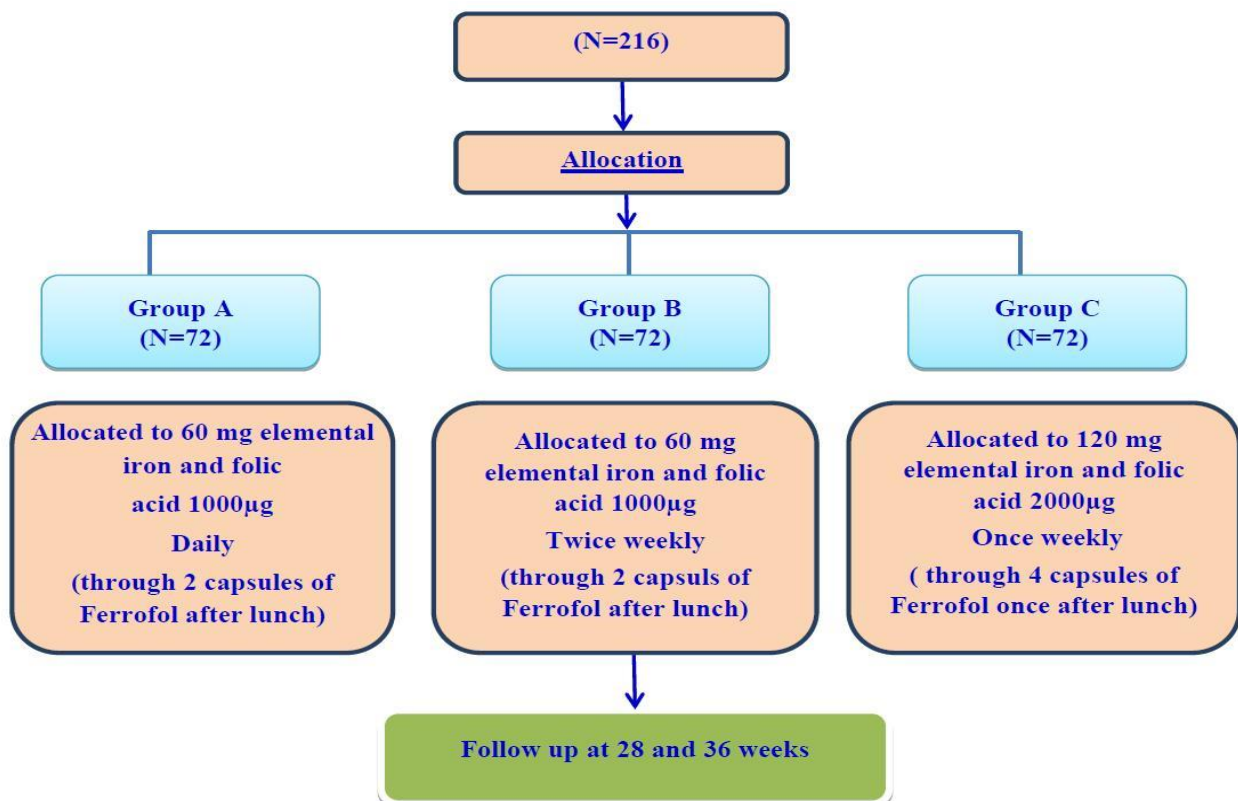 (N=216)
Allocation
Group A
(N=72)
Group B
(N=72)
Group C
(N=72)
Allocated to 60 mg elemental
iron and folic
acid 1000µg
Daily
(through 2 capsules of
Ferrofol after lunch)
Allocated to 60 mg
elemental iron and folic
acid 1000µg
Twice weekly
(through 2 capsuls of
Ferrofol after lunch)
Allocated to 120 mg
elemental iron and folic
acid 2000µg
Once weekly
( through 4 capsules of
Ferrofol once after lunch)
Follow up at 28 and 36 weeks